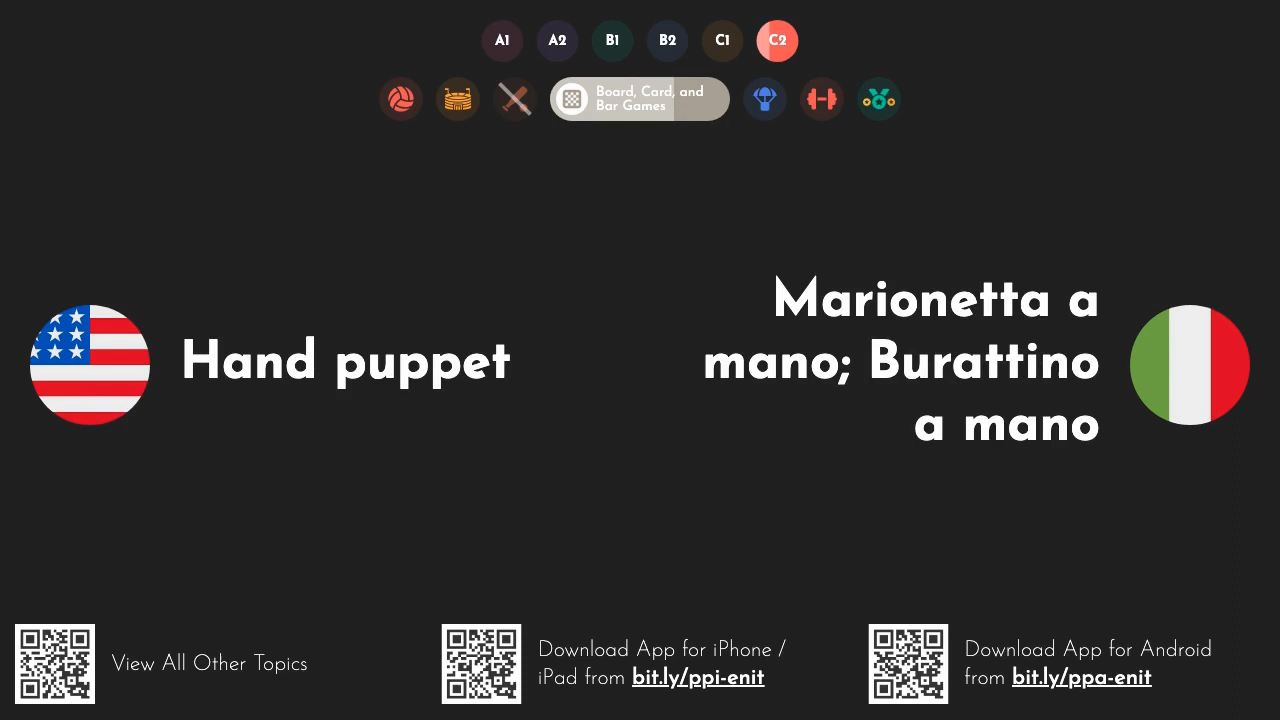 A1 A2 B1 B2 C1 C2
Board, Card, and
Bar Games
Hand puppet
Marionetta a
mano; Burattino
a mano
View All Other Topics
Download App for iPhone /
iPad from bit.ly/ppi-enit
Download App for Android
from bit.ly/ppa-enit